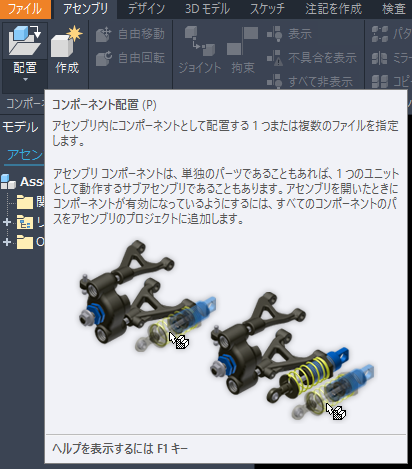 ファイル アセンブリ デザイン 3Dモデル スケッチ 注記を作成 検査
配置 作成 自由移動 ジョイント 拘束 表示 パタ
自由回転 不具合を表示 ミラー
すべて非表示 コピー
コンポーネント
モデル
アセン
Asse
コンポーネント配置 (P)
アセンブリ内にコンポーネントとして配置する 1 つまたは複数のファイルを指定
します。
アセンブリ コンポーネントは、単独のパーツであることもあれば、1 つのユニット
として動作するサブアセンブリであることもあります。アセンブリを開いたときに
コンポーネントが有効になっているようにするには、すべてのコンポーネントのパ
スをアセンブリのプロジェクトに追加します。
ヘルプを表示するには F1 キー